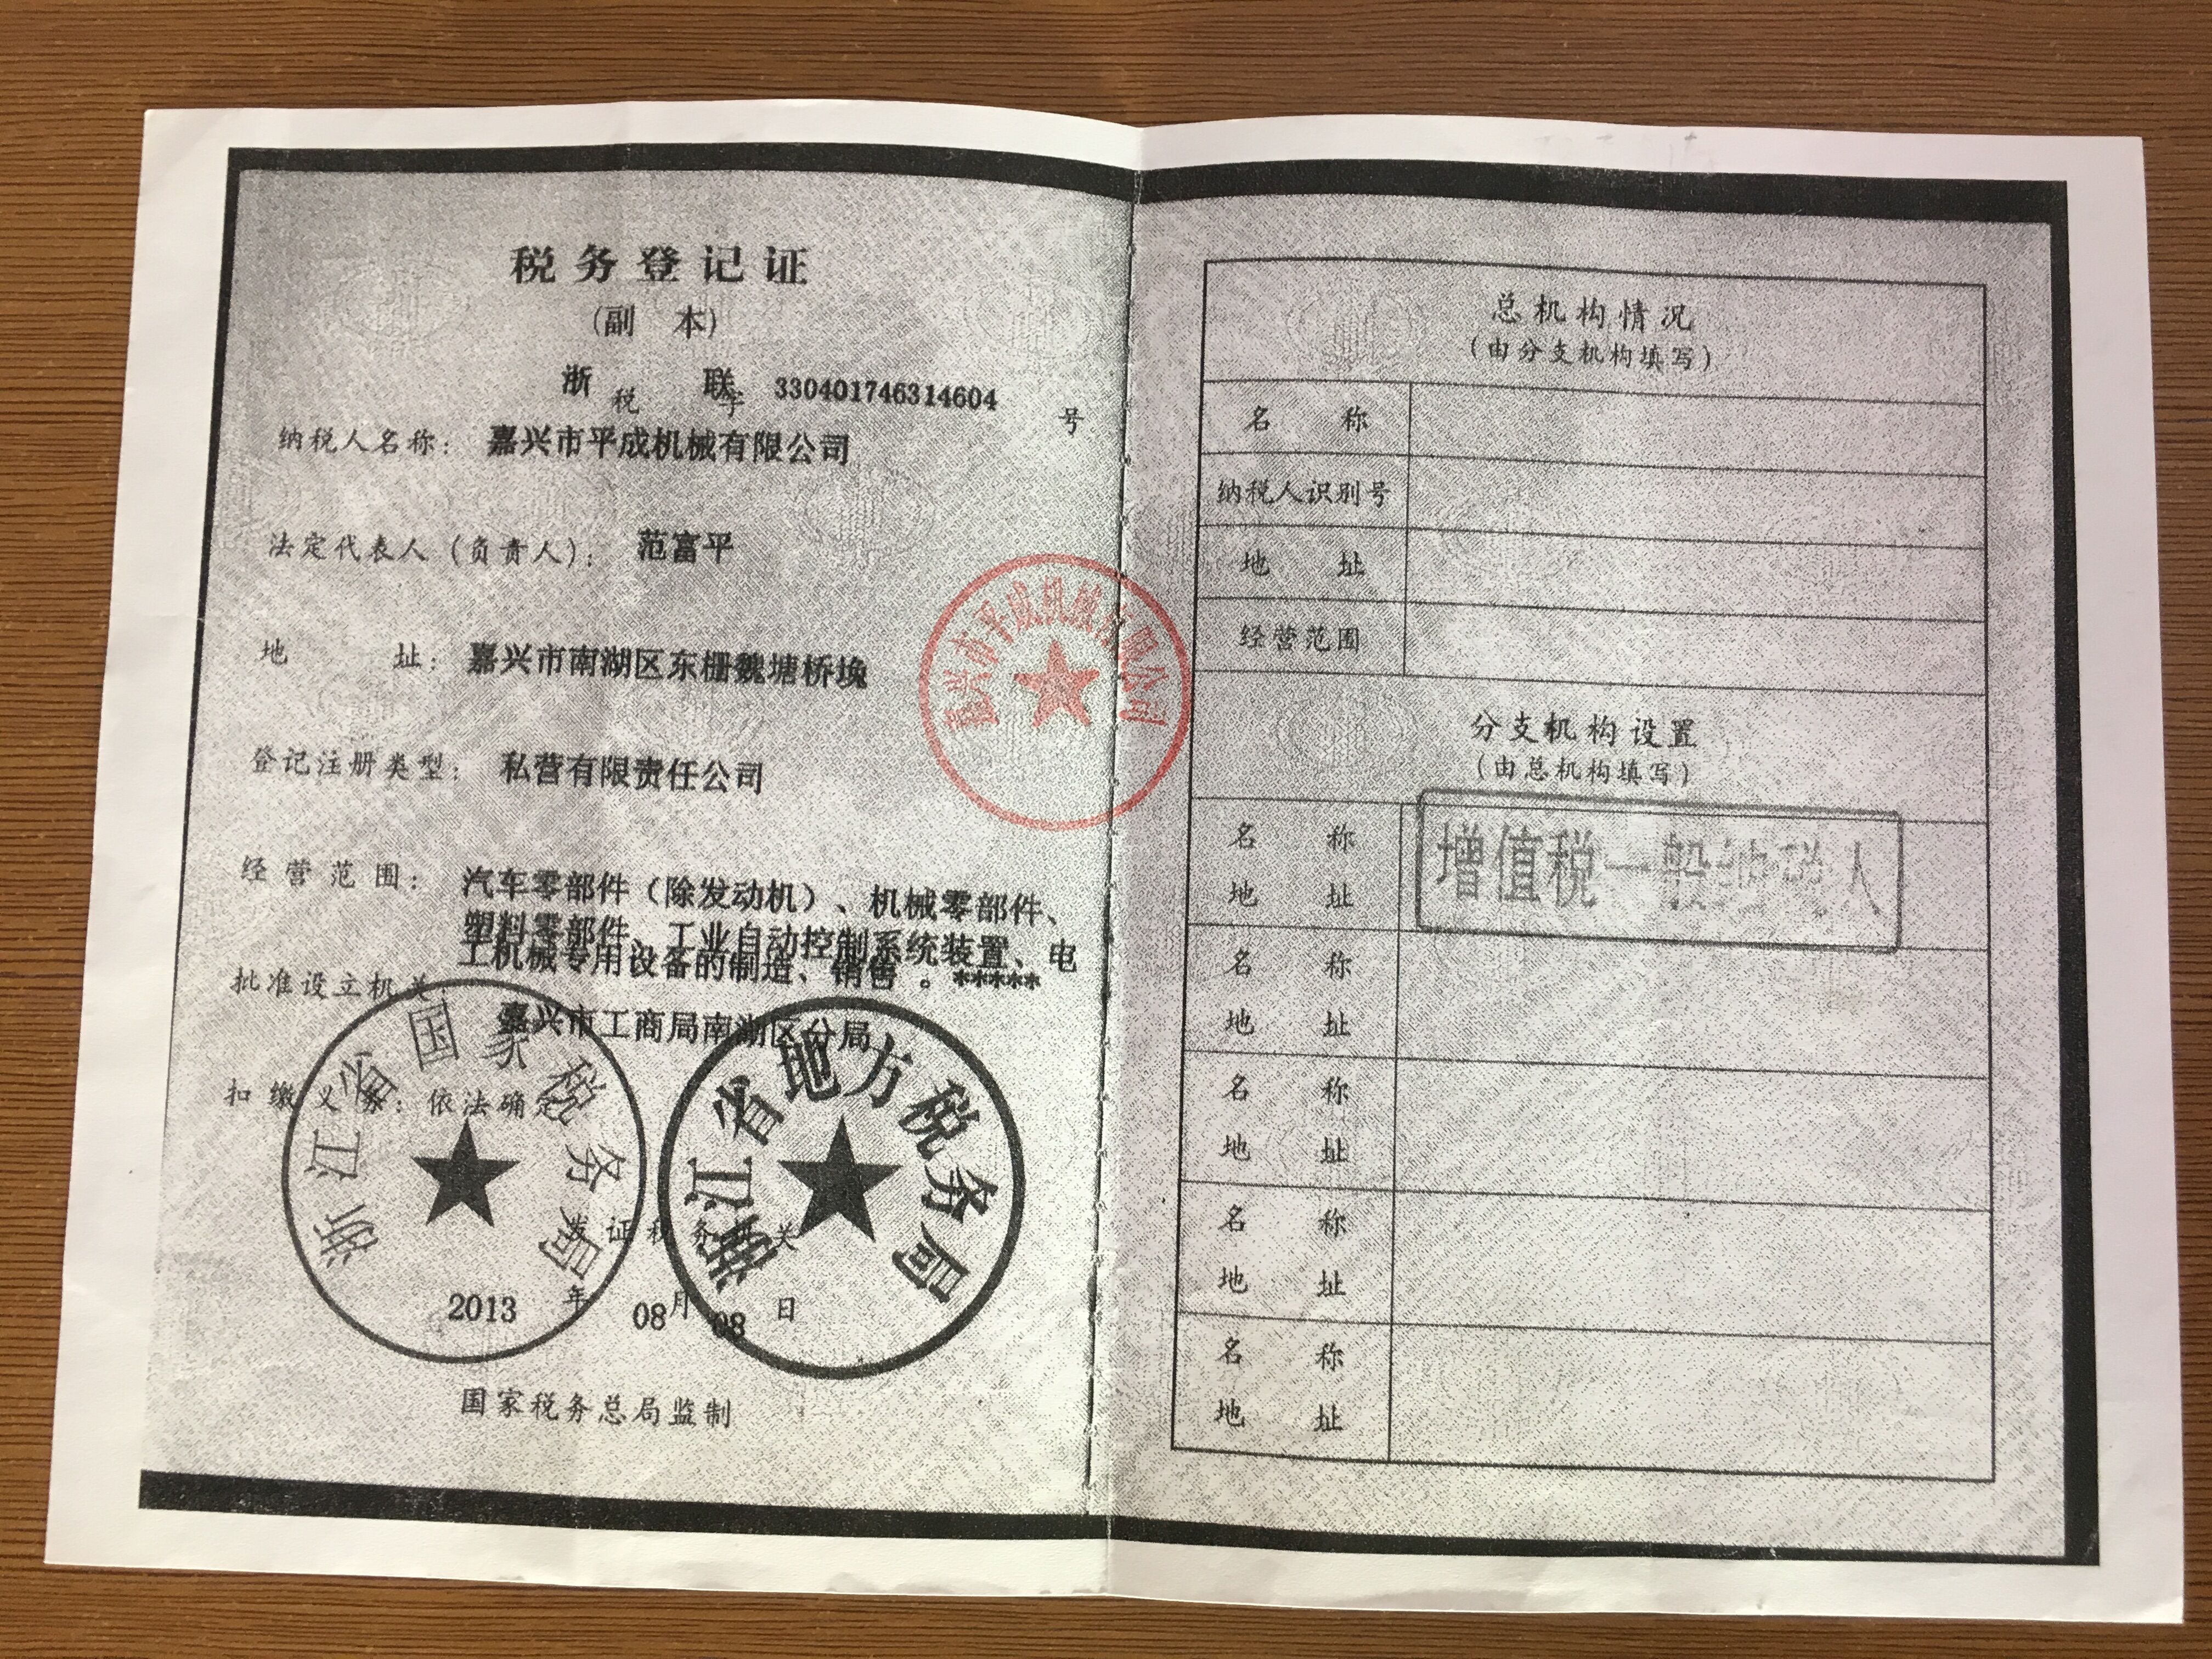 税务登记证
(副 本)
浙 税 联 字 330401746314604 号
纳税人名称： 嘉兴市平成机械有限公司
法定代表人（负责人）： 范富平
地 址： 嘉兴市南湖区东栅魏塘桥堍
登记注册类型： 私营有限责任公司
经营范围： 汽车零部件（除发动机）、机械零部件、
塑料零部件、工业自动控制系统装置、电
工机械专用设备的制造、销售 。*****
批准设立机关：
嘉兴市工商局南湖区分局
扣缴义务：依法确定
浙江省国家税务局
浙江省地方税务局
发证税务机关
2013 年 08 月 08 日
国家税务总局监制
嘉兴市平成机械有限公司
总机构情况
（由分支机构填写）
名 称
纳税人识别号
地 址
经营范围
分支机构设置
（由总机构填写）
名 称
地 址
增值税一般纳税人
名 称
地 址
名 称
地 址
名 称
地 址
名 称
地 址